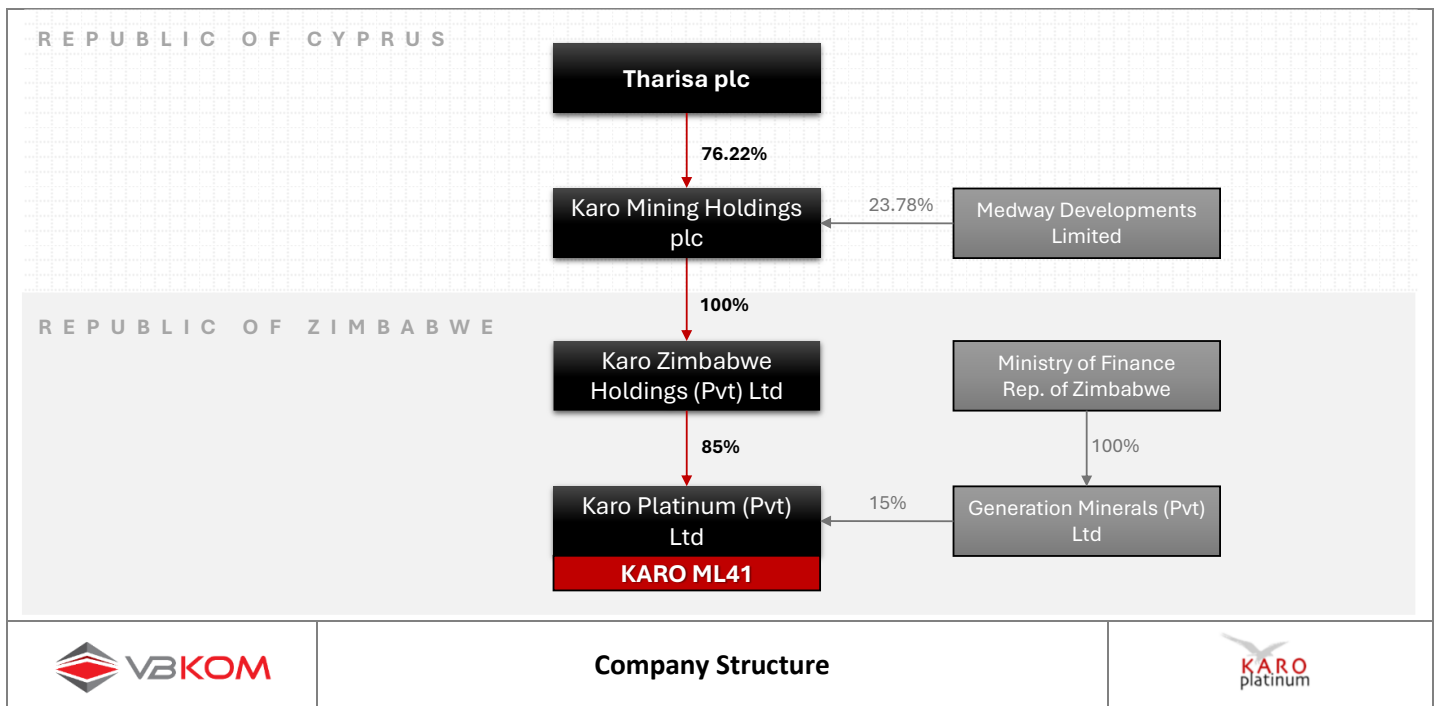 REPUBLIC OF CYPRUS
Tharisa plc
76.22%
Karo Mining Holdings
plc
23.78%
Medway Developments
Limited
100%
REPUBLIC OF ZIMBABWE
Karo Zimbabwe
Holdings (Pvt) Ltd
Ministry of Finance
Rep. of Zimbabwe
85%
100%
Karo Platinum (Pvt)
Ltd
15%
Generation Minerals (Pvt)
Ltd
KARO ML41
VBKOM
Company Structure
KARO
platinum